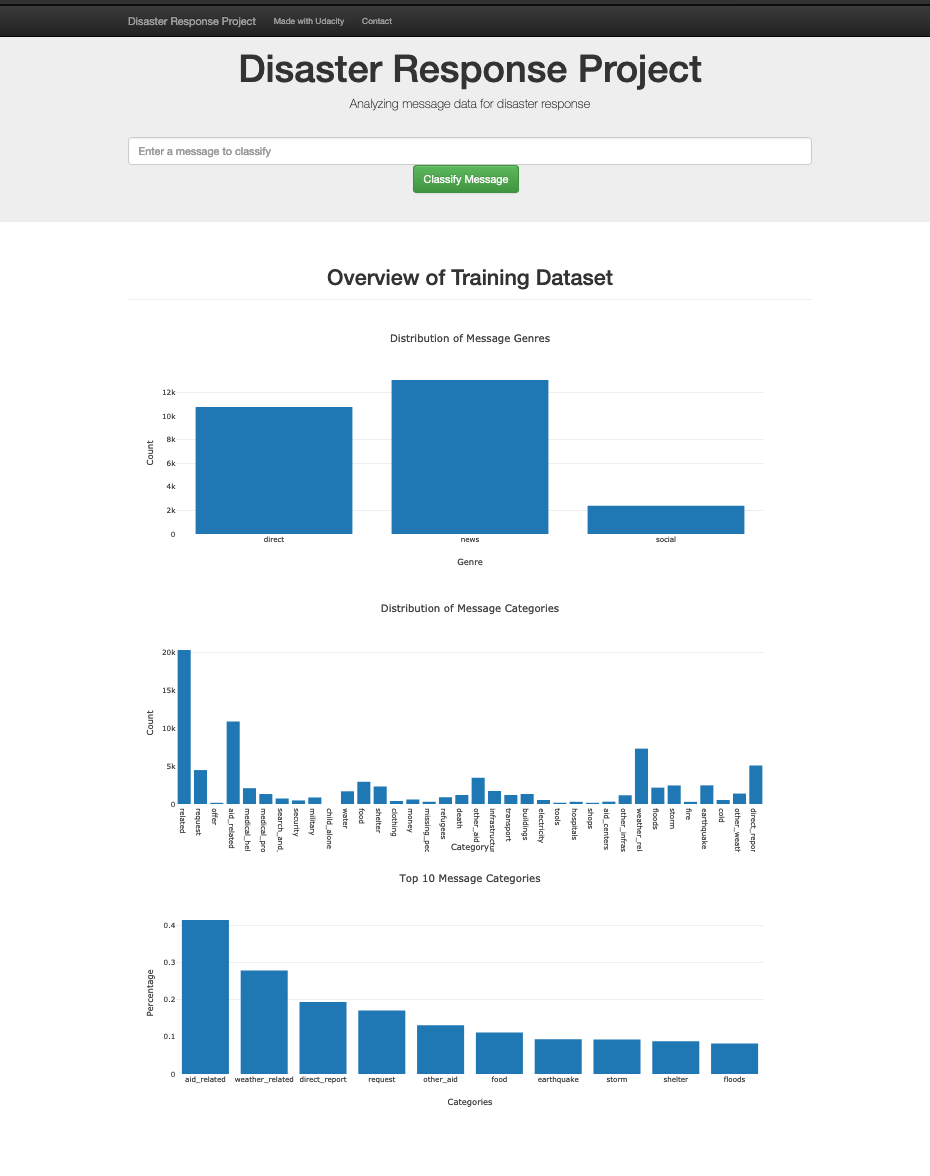 Disaster Response Project Made with Udacity Contact
Disaster Response Project
Analyzing message data for disaster response
Enter a message to classify
Classify Message
Overview of Training Dataset
Distribution of Message Genres
12k
10k
8k
6k
4k
2k
0
Count
direct news social
Genre
Distribution of Message Categories
20k
15k
10k
5k
0
Count
related request offer aid_related medical_hel medical_pro search_and_ security military child_alone water food shelter clothing money missing_peo refugees death other_aid infrastructur transport buildings electricity tools hospitals shops aid_centers other_infras weather_rel floods storm fire earthquake cold other_weath direct_repor
Category
Top 10 Message Categories
0.4
0.3
0.2
0.1
0
Percentage
aid_related weather_related direct_report request other_aid food earthquake storm shelter floods
Categories